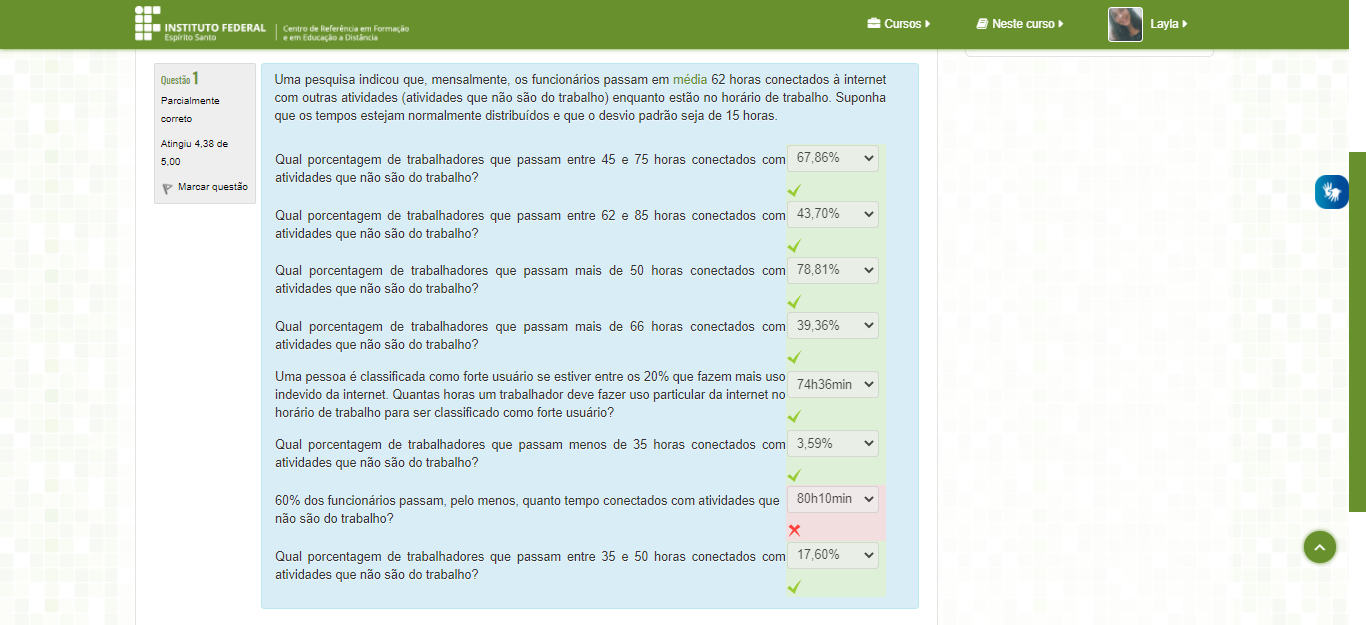 INSTITUTO FEDERAL
Espírito Santo
Centro de Referência em Formação
e em Educação a Distância
Cursos
Neste curso
Layla
Questão 1
Parcialmente
correto
Atingiu 4,38 de
5,00
Marcar questão
Uma pesquisa indicou que, mensalmente, os funcionários passam em média 62 horas conectados à internet
com outras atividades (atividades que não são do trabalho) enquanto estão no horário de trabalho. Suponha
que os tempos estejam normalmente distribuídos e que o desvio padrão seja de 15 horas.
Qual porcentagem de trabalhadores que passam entre 45 e 75 horas conectados com
atividades que não são do trabalho?
67,86%
Qual porcentagem de trabalhadores que passam entre 62 e 85 horas conectados com
atividades que não são do trabalho?
43,70%
Qual porcentagem de trabalhadores que passam mais de 50 horas conectados com
atividades que não são do trabalho?
78,81%
Qual porcentagem de trabalhadores que passam mais de 66 horas conectados com
atividades que não são do trabalho?
39,36%
Uma pessoa é classificada como forte usuário se estiver entre os 20% que fazem mais uso
indevido da internet. Quantas horas um trabalhador deve fazer uso particular da internet no
horário de trabalho para ser classificado como forte usuário?
74h36min
Qual porcentagem de trabalhadores que passam menos de 35 horas conectados com
atividades que não são do trabalho?
3,59%
60% dos funcionários passam, pelo menos, quanto tempo conectados com atividades que
não são do trabalho?
80h10min
Qual porcentagem de trabalhadores que passam entre 35 e 50 horas conectados com
atividades que não são do trabalho?
17,60%